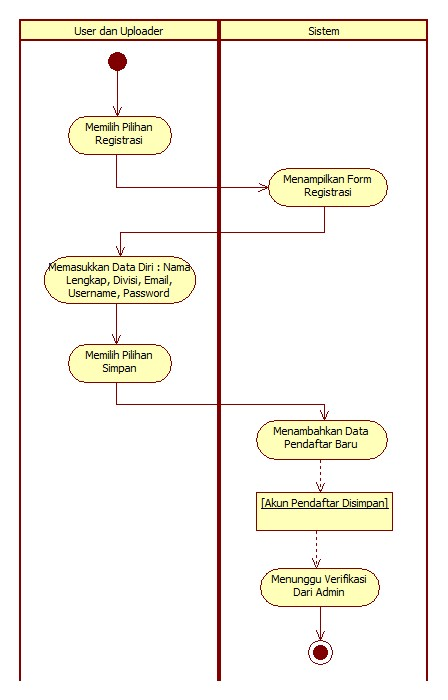 User dan Uploader
Sistem
Memilih Pilihan
Registrasi
Menampilkan Form
Registrasi
Memasukkan Data Diri : Nama
Lengkap, Divisi, Email,
Username, Password
Memilih Pilihan
Simpan
Menambahkan Data
Pendaftar Baru
[Akun Pendaftar Disimpan]
Menunggu Verifikasi
Dari Admin